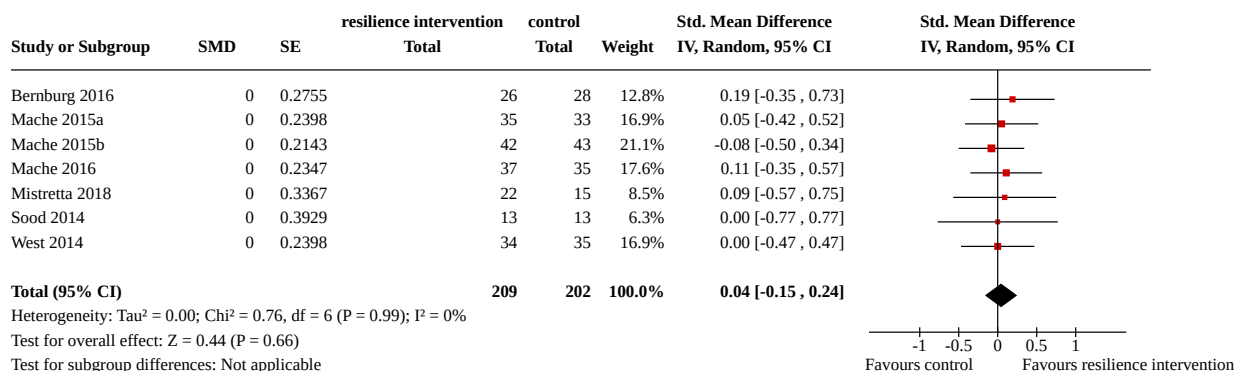 resilience intervention control Std. Mean Difference Std. Mean Difference
Study or Subgroup SMD SE Total Total Weight IV, Random, 95% CI IV, Random, 95% CI
Bernburg 2016 0 0.2755 26 28 12.8% 0.19 [-0.35 , 0.73]
Mache 2015a 0 0.2398 35 33 16.9% 0.05 [-0.42 , 0.52]
Mache 2015b 0 0.2143 42 43 21.1% -0.08 [-0.50 , 0.34]
Mache 2016 0 0.2347 37 35 17.6% 0.11 [-0.35 , 0.57]
Mistretta 2018 0 0.3367 22 15 8.5% 0.09 [-0.57 , 0.75]
Sood 2014 0 0.3929 13 13 6.3% 0.00 [-0.77 , 0.77]
West 2014 0 0.2398 34 35 16.9% 0.00 [-0.47 , 0.47]
Total (95% CI) 209 202 100.0% 0.04 [-0.15 , 0.24]
Heterogeneity: Tau² = 0.00; Chi² = 0.76, df = 6 (P = 0.99); I² = 0%
Test for overall effect: Z = 0.44 (P = 0.66)
-1 -0.5 0 0.5 1
Test for subgroup differences: Not applicable Favours control Favours resilience intervention